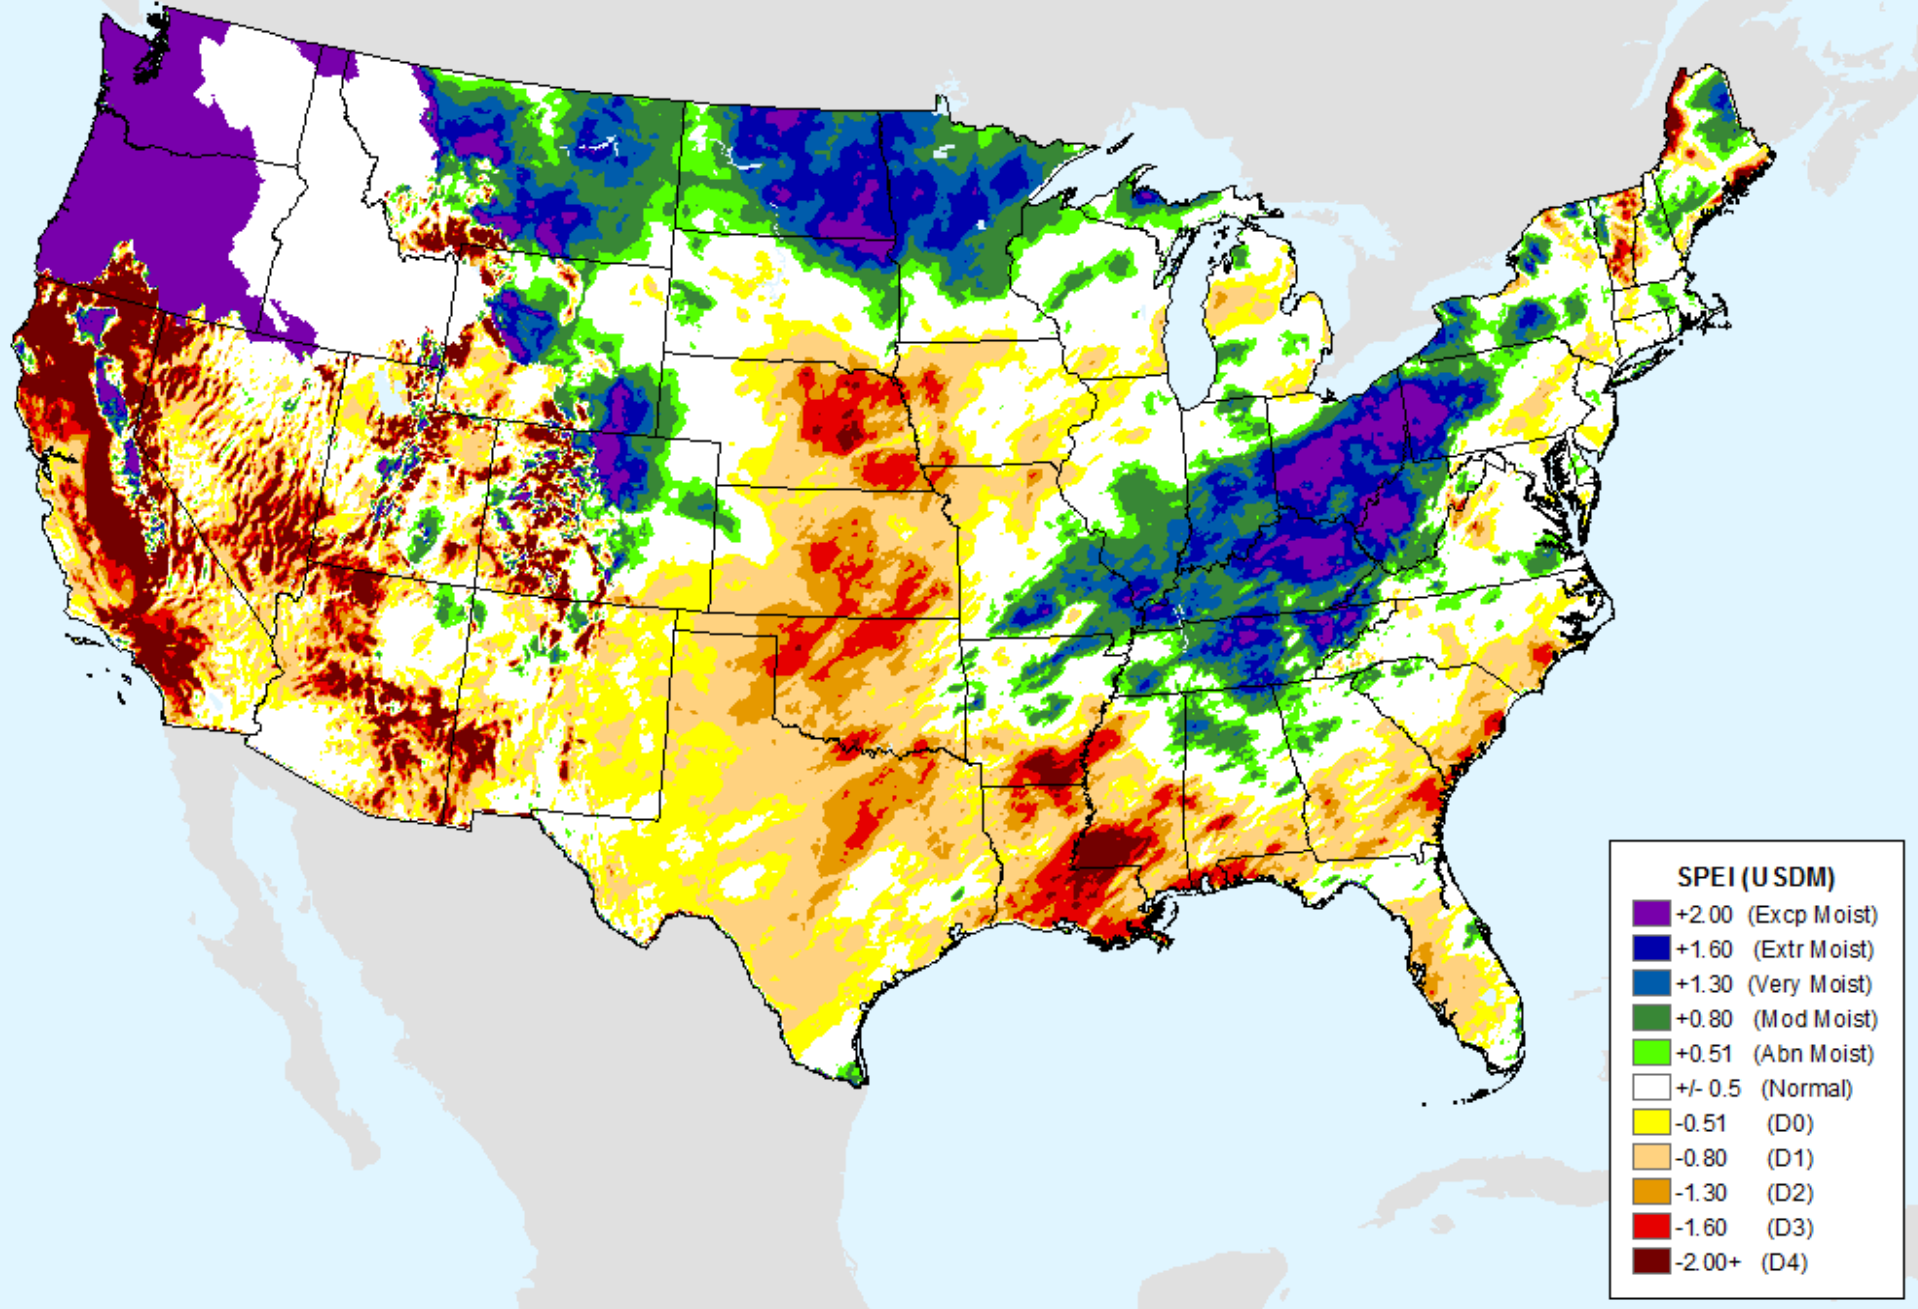 SPEI (USDM)
+2.00 (Excp Moist)
+1.60 (Extr Moist)
+1.30 (Very Moist)
+0.80 (Mod Moist)
+0.51 (Abn Moist)
+/- 0.5 (Normal)
-0.51 (D0)
-0.80 (D1)
-1.30 (D2)
-1.60 (D3)
-2.00+ (D4)